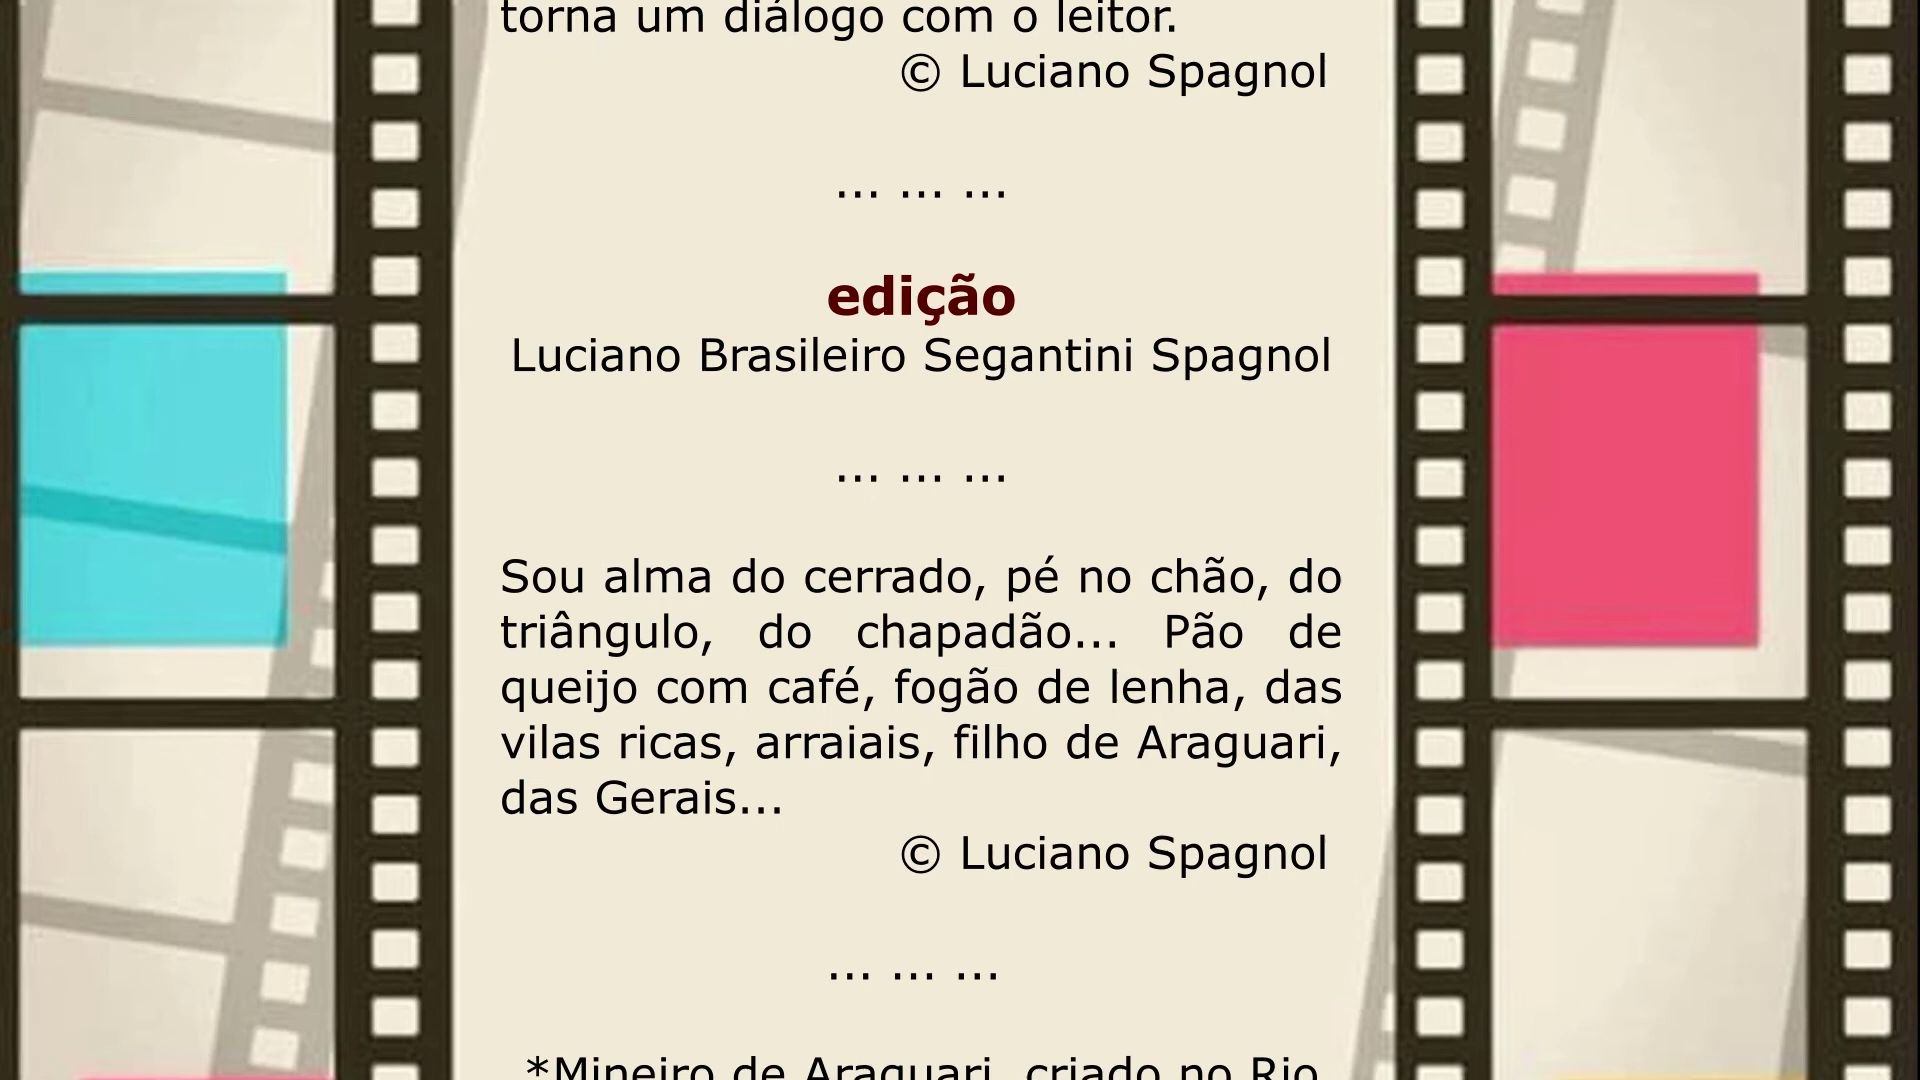 torna um diálogo com o leitor.
© Luciano Spagnol
... ... ...
edição
Luciano Brasileiro Segantini Spagnol
... ... ...
Sou alma do cerrado, pé no chão, do
triângulo, do chapadão... Pão de
queijo com café, fogão de lenha, das
vilas ricas, arraiais, filho de Araguari,
das Gerais...
© Luciano Spagnol
... ... ...
*Mineiro de Araguari, criado no Rio